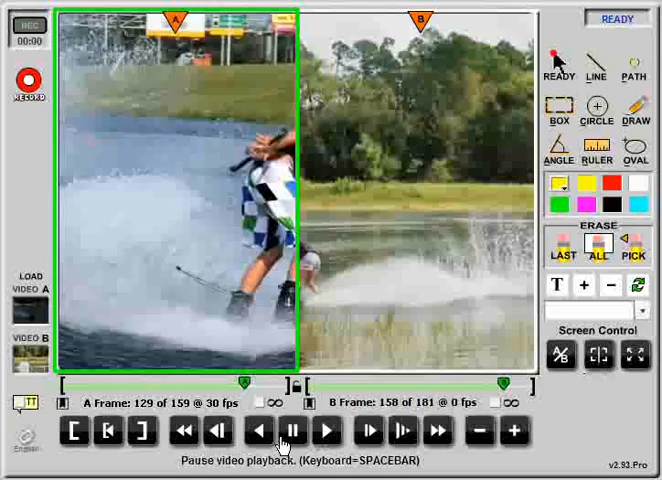 REC
00:00
RECORD
LOAD
VIDEO A
VIDEO B
TT
English
A
B
READY
READY
LINE
PATH
BOX
CIRCLE
DRAW
ANGLE
RULER
OVAL
ERASE
LAST
ALL
PICK
T
+
−
Screen Control
A/B
A
B
A Frame: 129 of 159 @ 30 fps
B Frame: 158 of 181 @ 0 fps
Pause video playback. (Keyboard=SPACEBAR)
v2.93.Pro